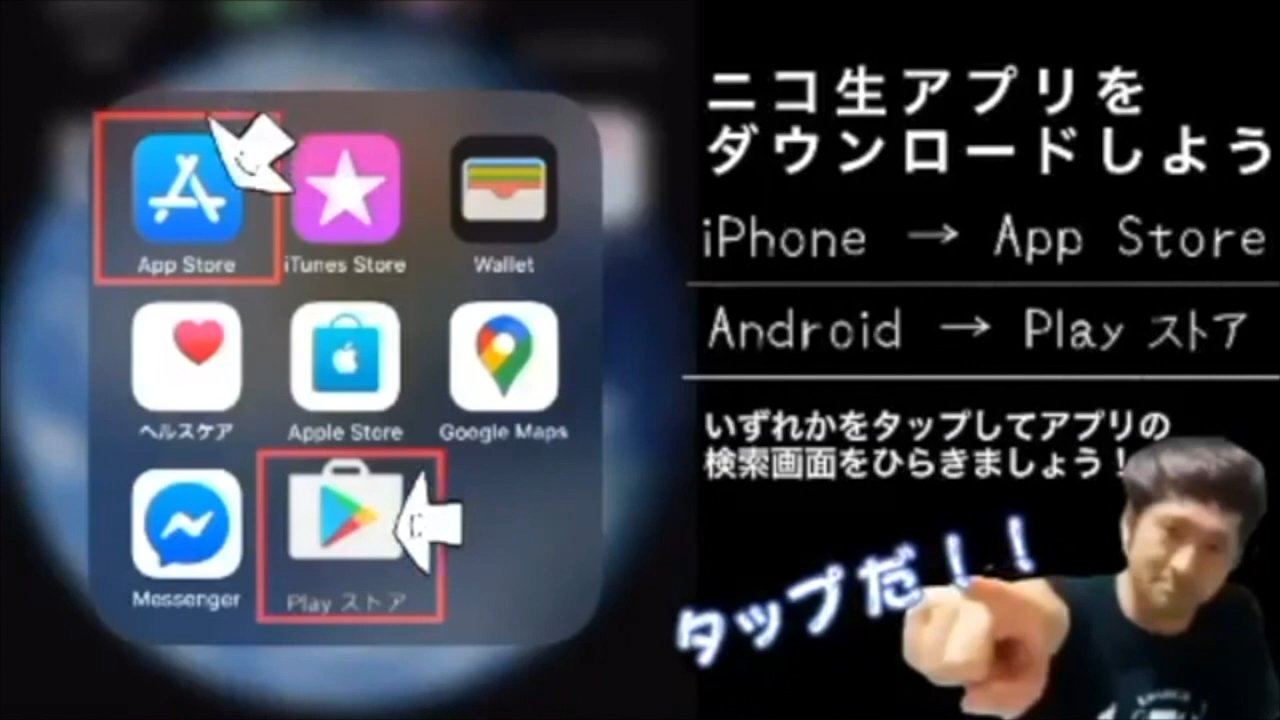 App Store
iTunes Store
Wallet
ヘルスケア
Apple Store
Google Maps
Messenger
Play ストア
ニコ生アプリを
ダウンロードしよう
iPhone → App Store
Android → Play ストア
いずれかをタップしてアプリの
検索画面をひらきましょう！
タップだ！！